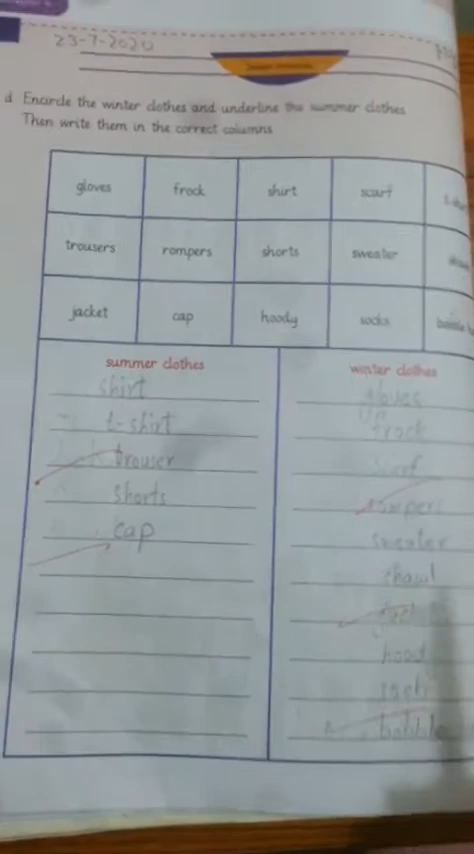 23-7-2020
d Encircle the winter clothes and underline the summer clothes.
Then write them in the correct columns
gloves frock shirt scarf
trousers rompers shorts sweater
jacket cap hoody socks
summer clothes winter clothes
shirt gloves
t-shirt frock
trouser scarf
shorts rompers
cap sweater
shawl